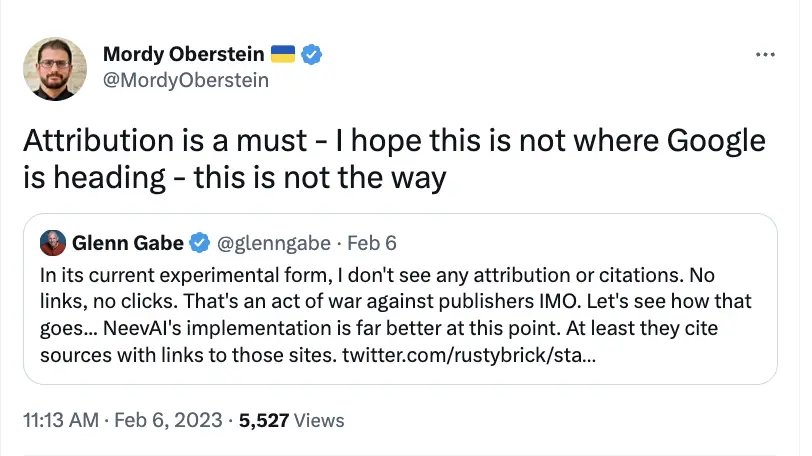 Mordy Oberstein 🇺🇦
@MordyOberstein
Attribution is a must - I hope this is not where Google
is heading - this is not the way
Glenn Gabe @glenngabe · Feb 6
In its current experimental form, I don't see any attribution or citations. No
links, no clicks. That's an act of war against publishers IMO. Let's see how that
goes... NeevAI's implementation is far better at this point. At least they cite
sources with links to those sites. twitter.com/rustybrick/sta...
11:13 AM · Feb 6, 2023 · 5,527 Views